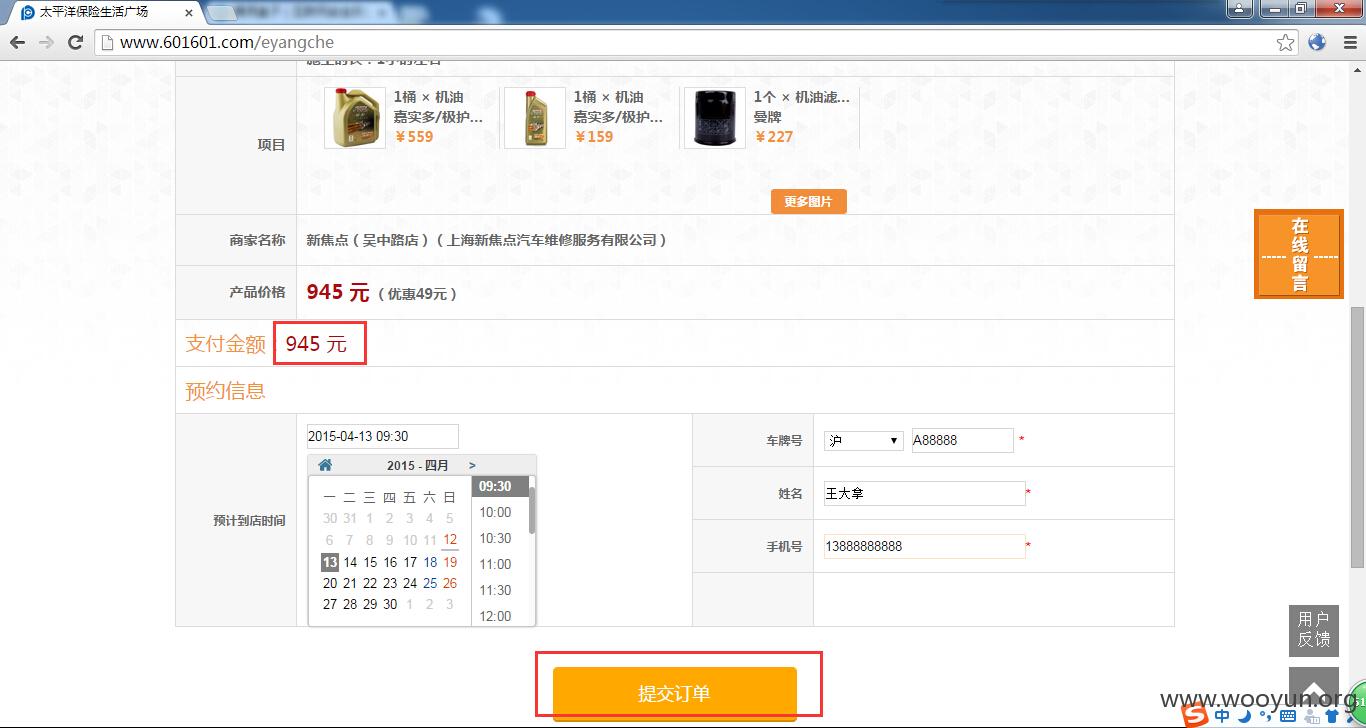 太平洋保险生活广场
www.601601.com/eyangche
项目
1桶 × 机油
嘉实多/极护...
￥559
1桶 × 机油
嘉实多/极护...
￥159
1个 × 机油滤...
曼牌
￥227
更多图片
商家名称
新焦点（吴中路店）（上海新焦点汽车维修服务有限公司）
产品价格
945 元（优惠49元）
支付金额 945 元
预约信息
预计到店时间
2015-04-13 09:30
2015 - 四月 >
一 二 三 四 五 六 日
30 31 1 2 3 4 5
6 7 8 9 10 11 12
13 14 15 16 17 18 19
20 21 22 23 24 25 26
27 28 29 30 1 2 3
09:30
10:00
10:30
11:00
11:30
12:00
车牌号
沪
A88888 *
姓名
王大拿 *
手机号
13888888888 *
提交订单
在线留言
用户
反馈
www.wooyun.org
中